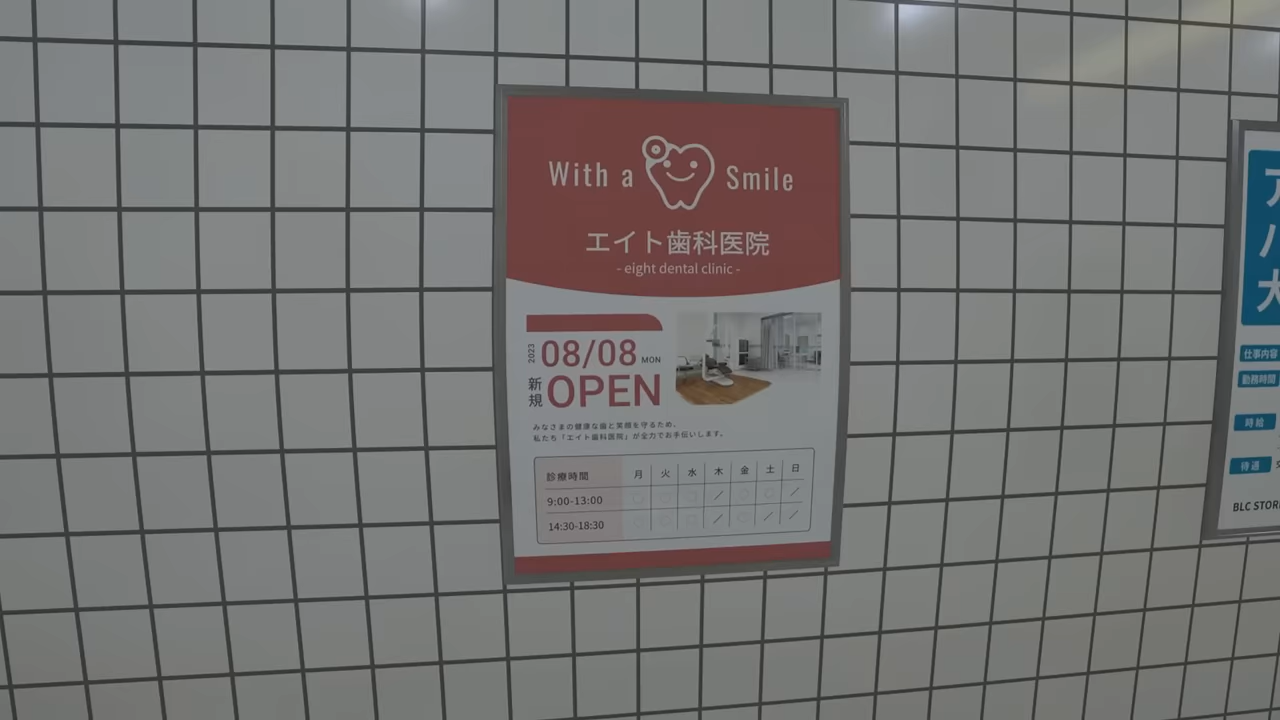 With a Smile
エイト歯科医院
- eight dental clinic -
2023 08/08 MON
新規 OPEN
みなさまの健康な歯と笑顔を守るため、
私たち「エイト歯科医院」が全力でお手伝いします。
診療時間 月 火 水 木 金 土 日
9:00-13:00 ○ ○ ○ / ○ ○ /
14:30-18:30 ○ ○ ○ / ○ / /
仕事内容
勤務時間
時給
待遇
BLC STOR